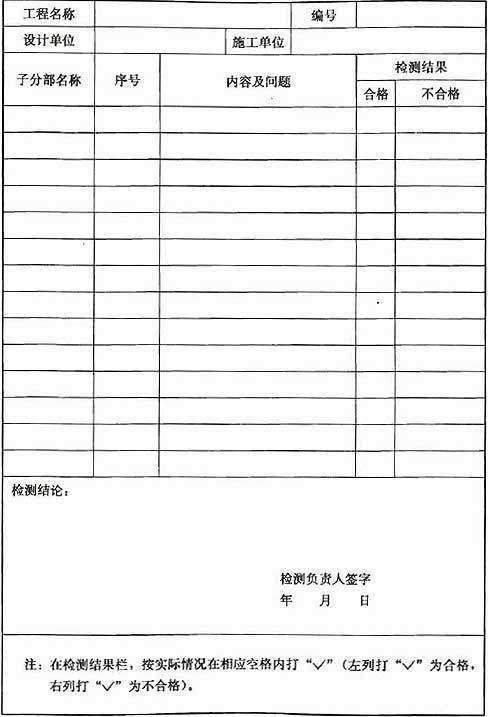 工程名称 编号
设计单位 施工单位
子分部名称 序号 内容及问题 检测结果
合格 不合格
检测结论：
检测负责人签字
年 月 日
注：在检测结果栏，按实际情况在相应空格内打“✓”（左列打“✓”为合格，
右列打“✓”为不合格）。